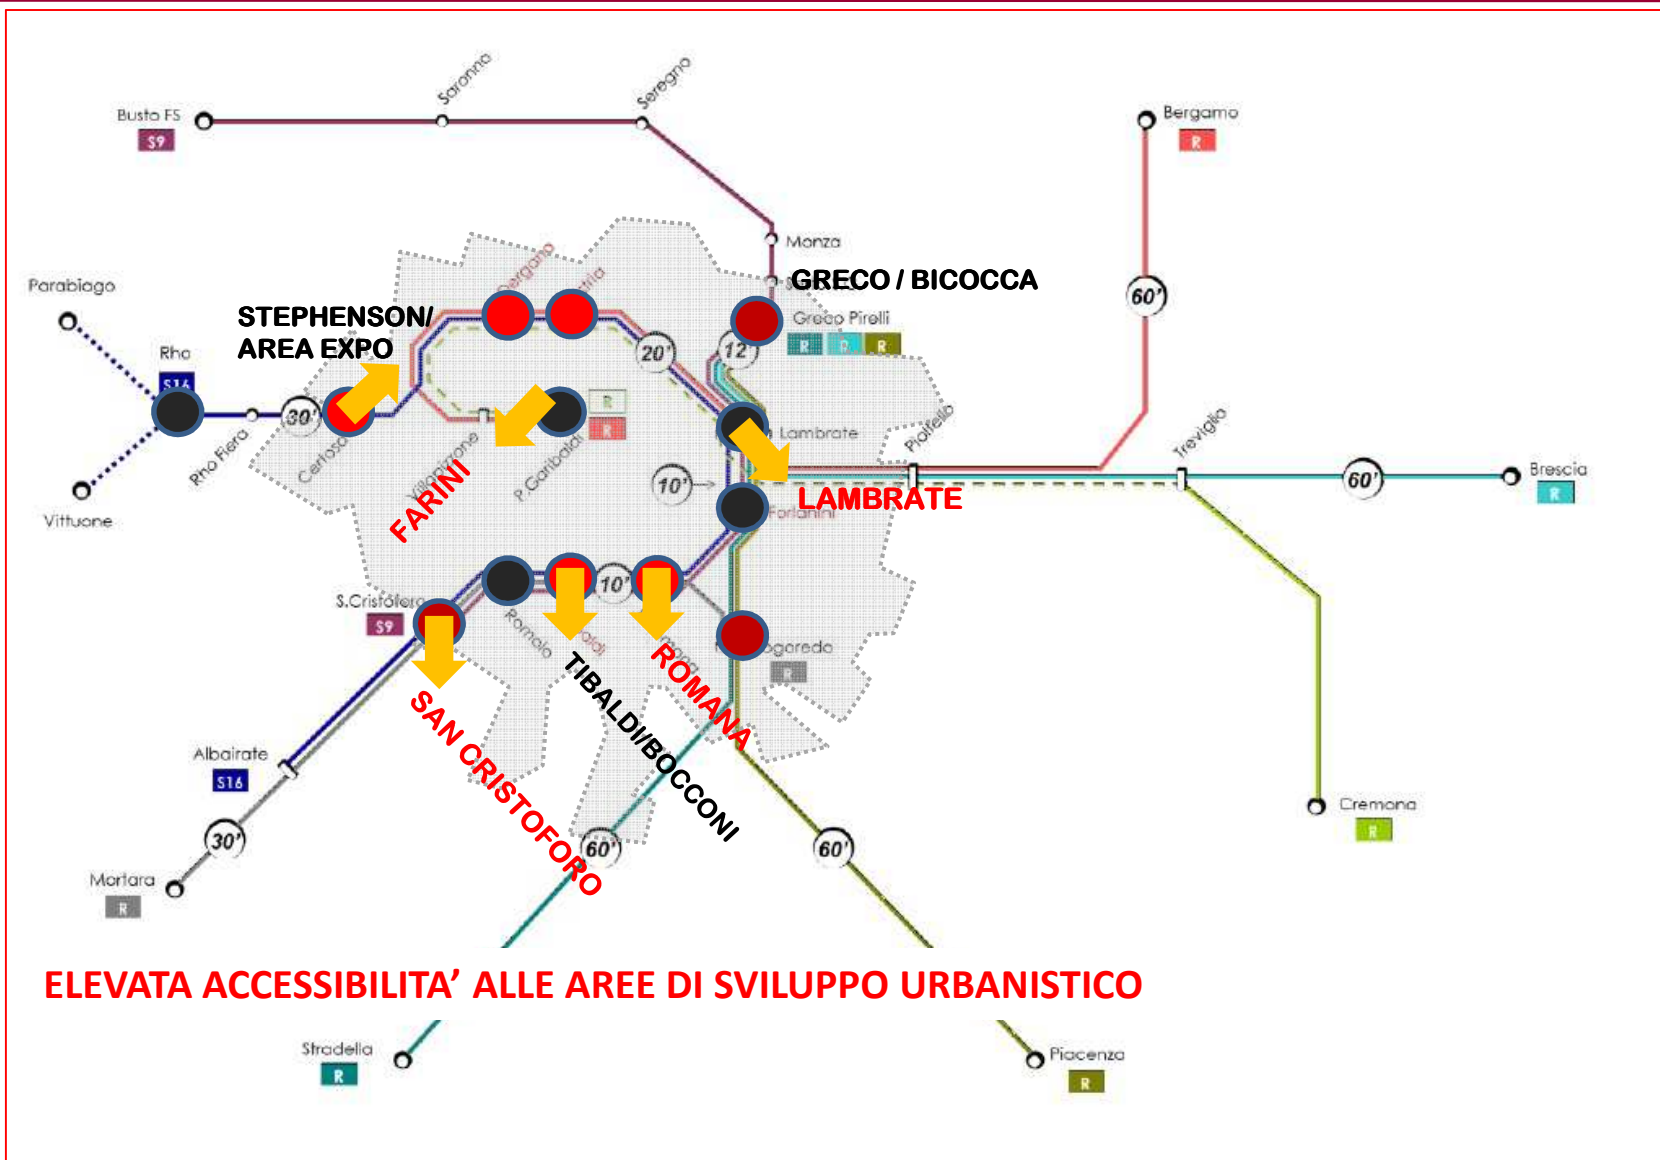 Saronno
Seregno
Busto FS
S9
Bergamo
R
Monza
Dergano
GRECO / BICOCCA
Parabiago
STEPHENSON/
AREA EXPO
60'
Greco Pirelli
R R R
Rho
S16
20'
12'
30'
R
R
Rho Fiera
Certosa
Villapizzone
P.Garibaldi
Lambrate
Pioltello
Treviglio
FARINI
10'
LAMBRATE
60'
Brescia
R
Vittuone
Forlanini
S.Cristoforo
S9
10'
Romolo
TIBALDI/BOCCONI
ROMANA
R
SAN CRISTOFORO
Albairate
S16
30'
60'
60'
Cremona
R
Mortara
R
ELEVATA ACCESSIBILITA’ ALLE AREE DI SVILUPPO URBANISTICO
Stradella
R
Piacenza
R